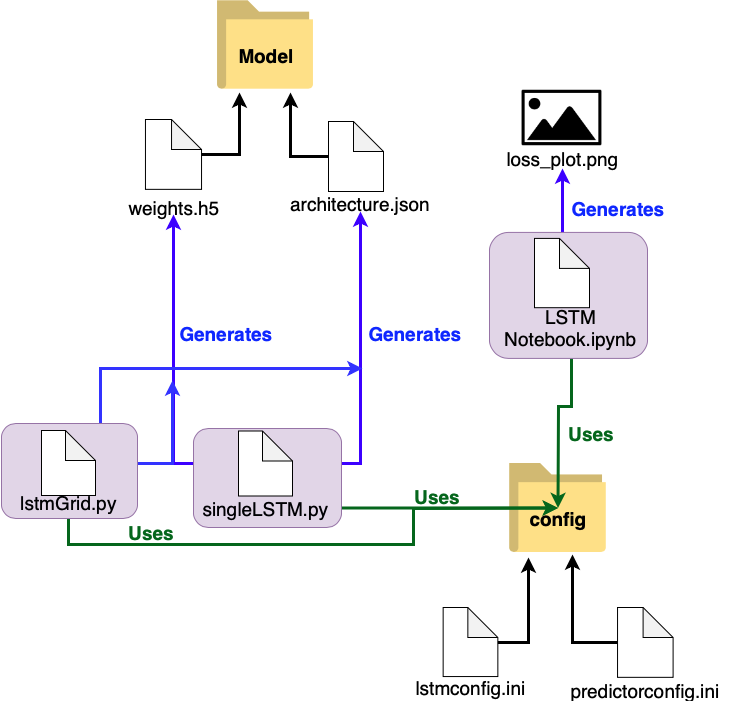 Model
loss_plot.png
weights.h5
architecture.json
Generates
Generates
Generates
LSTM
Notebook.ipynb
Uses
lstmGrid.py
singleLSTM.py
Uses
Uses
config
lstmconfig.ini
predictorconfig.ini